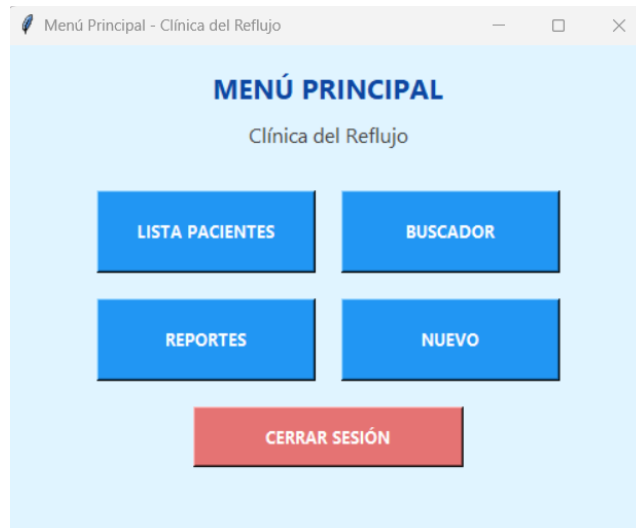 Menú Principal - Clínica del Reflujo
MENÚ PRINCIPAL
Clínica del Reflujo
LISTA PACIENTES
BUSCADOR
REPORTES
NUEVO
CERRAR SESIÓN